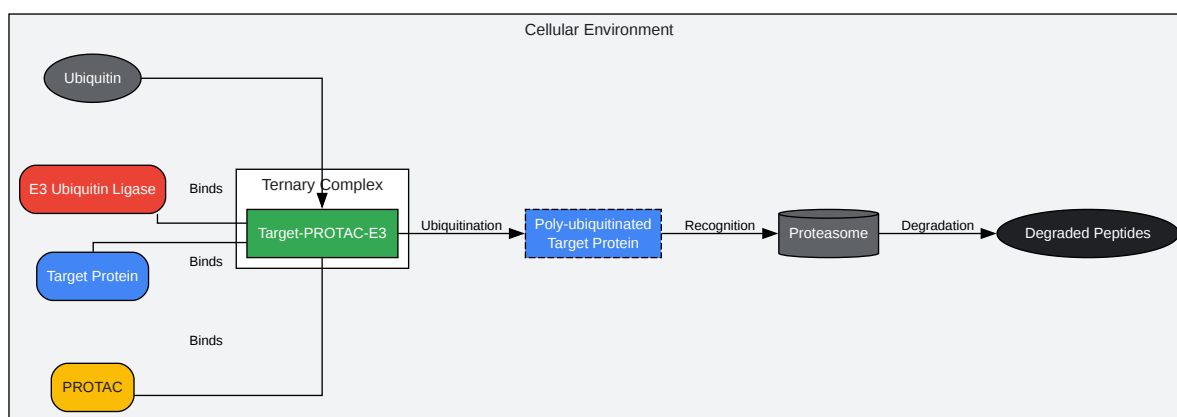 Cellular Environment
Ubiquitin
E3 Ubiquitin Ligase
Binds
Ternary Complex
Target-PROTAC-E3
Ubiquitination
Poly-ubiquitinated
Target Protein
Recognition
Proteasome
Degradation
Degraded Peptides
Target Protein
Binds
Binds
PROTAC